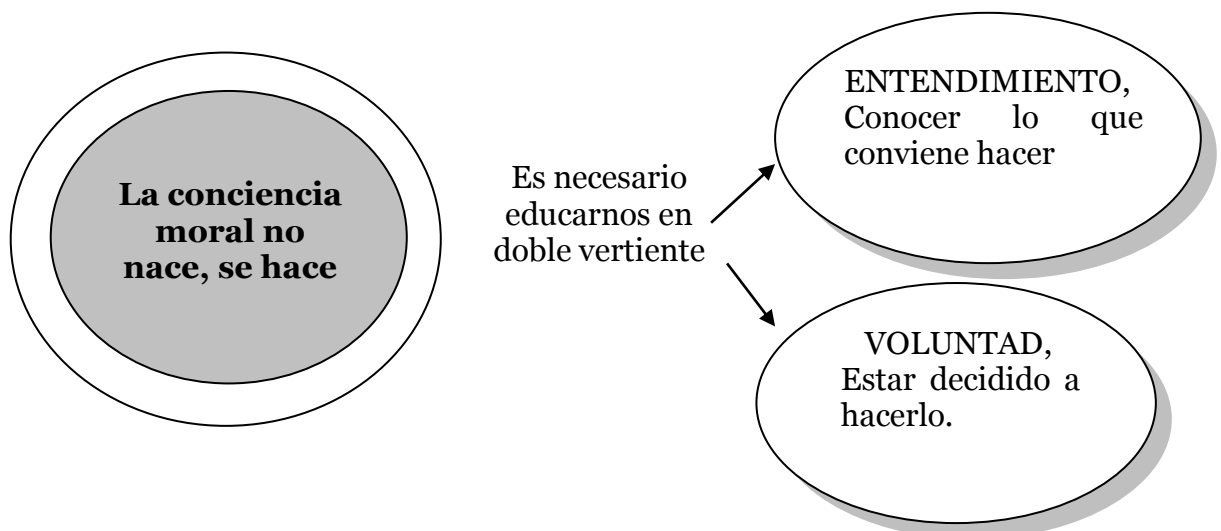 La conciencia
moral no
nace, se hace
Es necesario
educarnos en
doble vertiente
ENTENDIMIENTO,
Conocer lo que
conviene hacer
VOLUNTAD,
Estar decidido a
hacerlo.